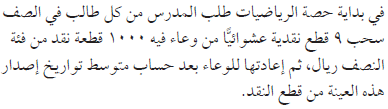 في بداية حصة الرياضيات طلب المدرس من كل طالب في الصف
سحب ٩ قطع نقدية عشوائيًّا من وعاء فيه ١٠٠٠ قطعة نقد من فئة
النصف ريال، ثم إعادتها للوعاء بعد حساب متوسط تواريخ إصدار
هذه العينة من قطع النقد.